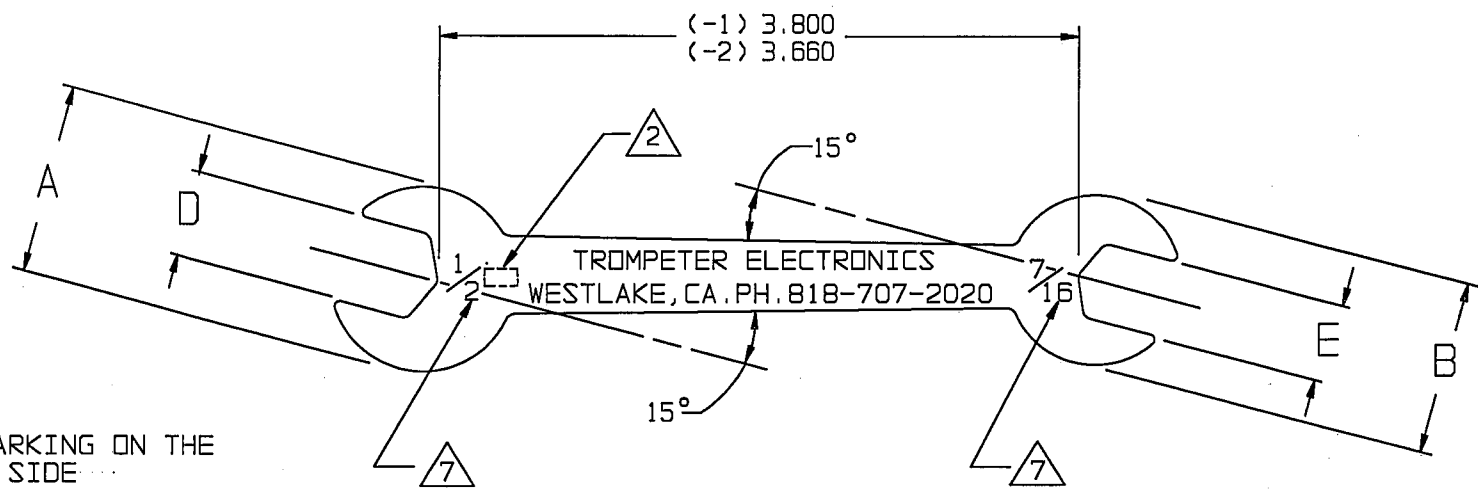 (-1) 3.800
(-2) 3.660
A
D
2
15°
1/2
TROMPETER ELECTRONICS
WESTLAKE,CA.PH.818-707-2020
7/16
E
B
15°
7
7
ARKING ON THE
SIDE